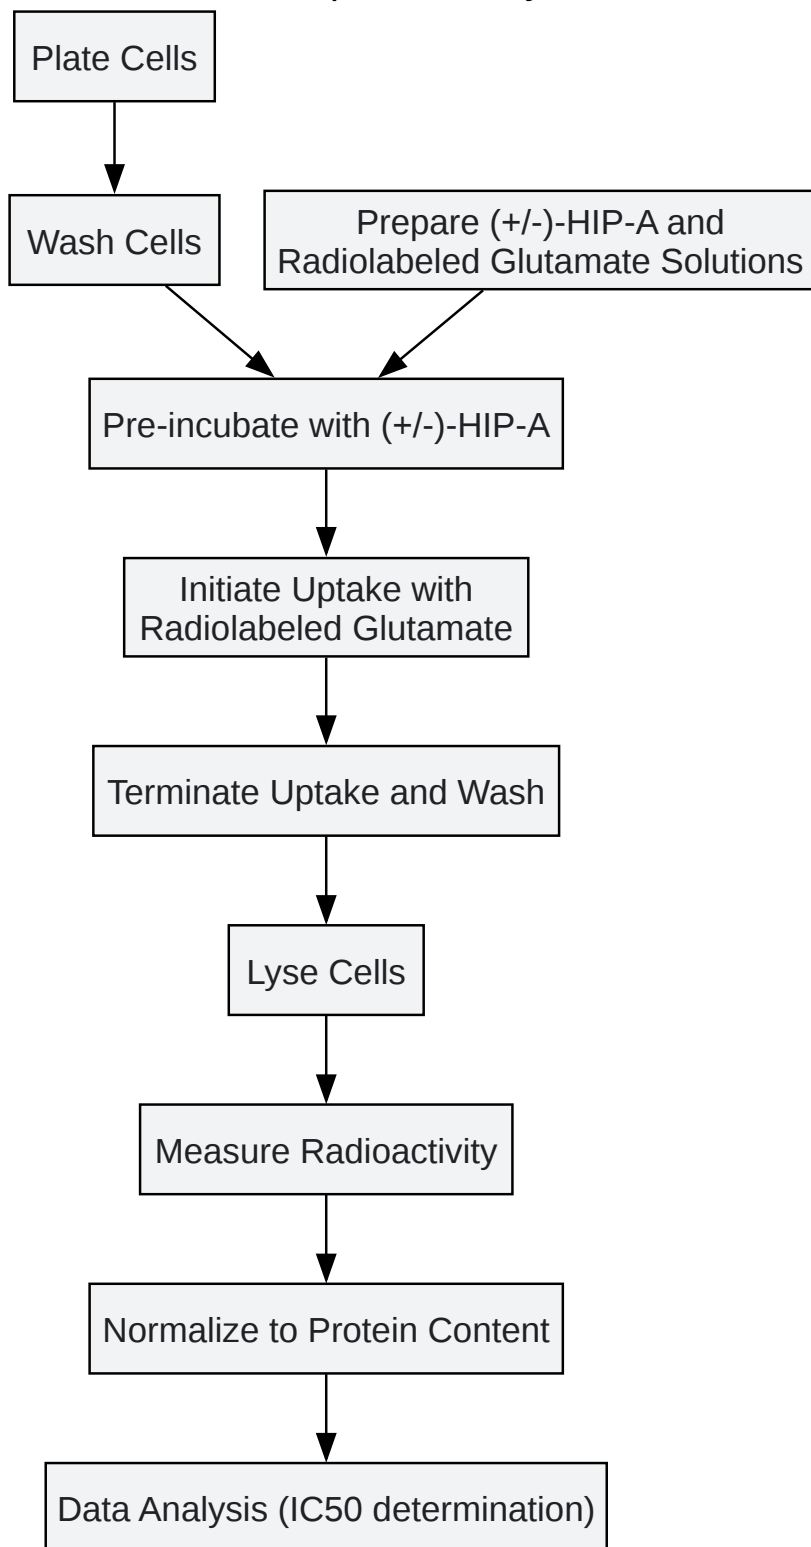 Plate Cells
Wash Cells
Prepare (+/-)-HIP-A and
Radiolabeled Glutamate Solutions
Pre-incubate with (+/-)-HIP-A
Initiate Uptake with
Radiolabeled Glutamate
Terminate Uptake and Wash
Lyse Cells
Measure Radioactivity
Normalize to Protein Content
Data Analysis (IC50 determination)